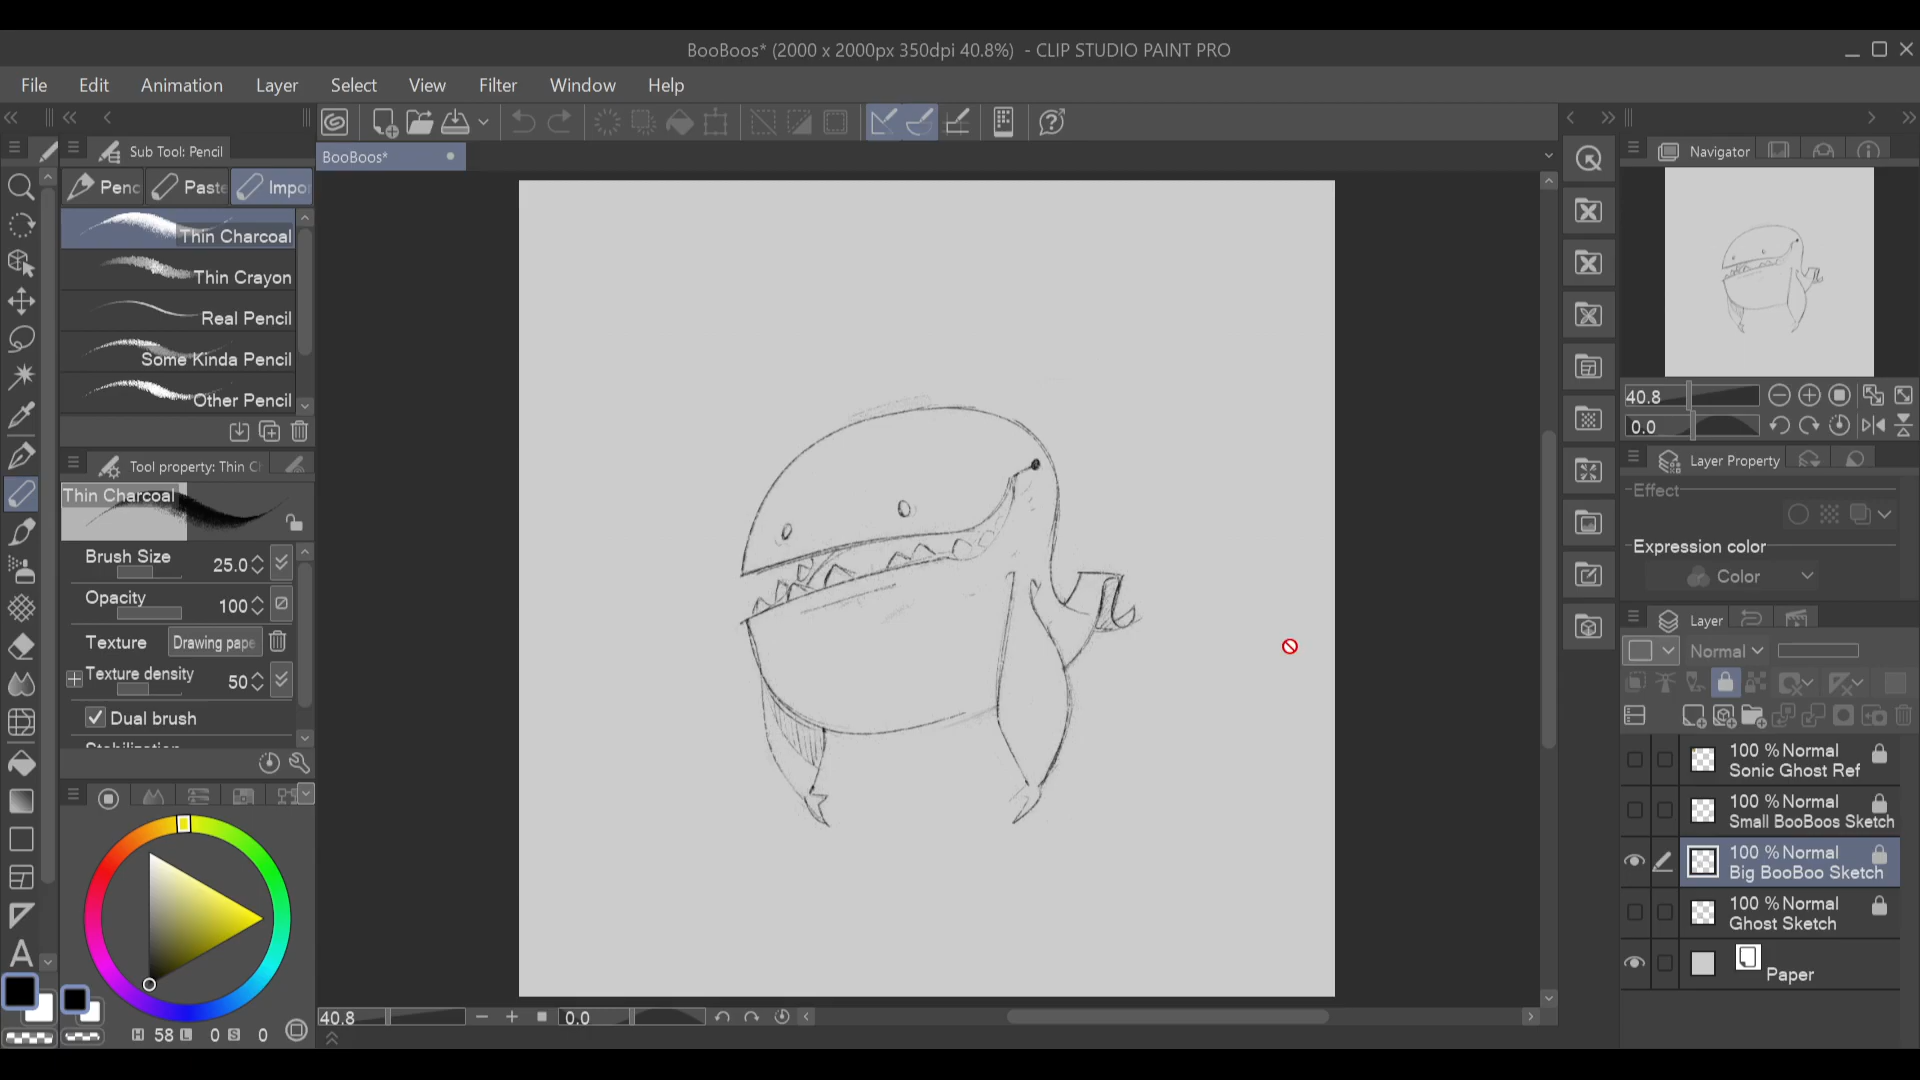 BooBoos* (2000 x 2000px 350dpi 40.8%)  - CLIP STUDIO PAINT PRO
File Edit Animation Layer Select View Filter Window Help
Sub Tool: Pencil
Penc Paste Impo
Thin Charcoal
Thin Crayon
Real Pencil
Some Kinda Pencil
Other Pencil
Tool property: Thin C
Thin Charcoal
Brush Size 25.0
Opacity 100
Texture Drawing pape
Texture density 50
Dual brush
Stabilization
H 58 L 0 S 0
BooBoos*
40.8 0.0
Navigator
40.8
0.0
Layer Property
Effect
Expression color
Color
Layer
Normal
100 % Normal
Sonic Ghost Ref
100 % Normal
Small BooBoos Sketch
100 % Normal
Big BooBoo Sketch
100 % Normal
Ghost Sketch
Paper